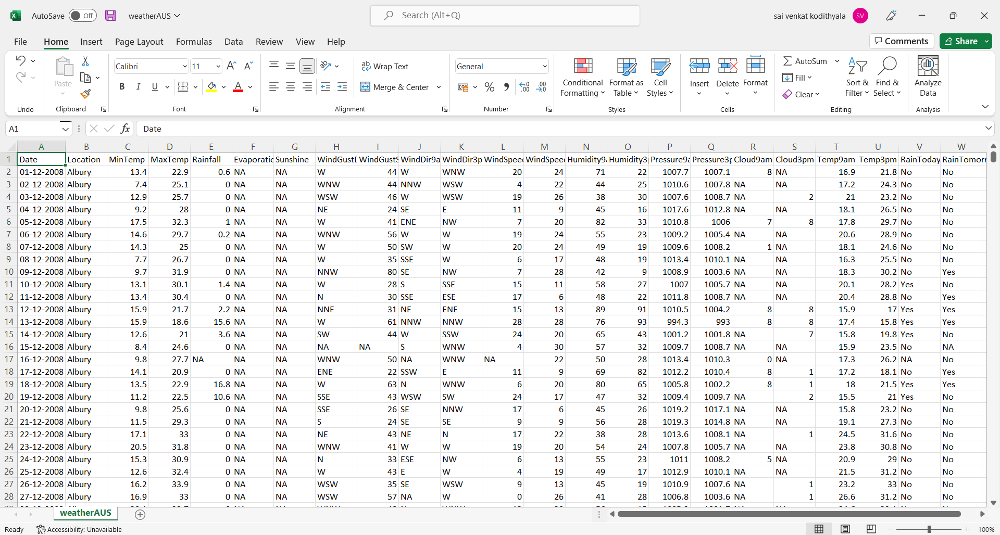 AutoSave Off weatherAUS Search (Alt+Q) sai venkat kodithyala SV
File Home Insert Page Layout Formulas Data Review View Help Comments Share
Undo
Paste
Clipboard
Calibri 11
B I U A
Font
Wrap Text
Merge & Center
Alignment
General
%
Number
Conditional Formatting
Format as Table
Cell Styles
Styles
Insert Delete Format
Cells
AutoSum
Fill
Clear
Sort & Filter
Find & Select
Editing
Analyze Data
Analysis
A1 fx Date
A B C D E F G H I J K L M N O P Q R S T U V W
1 Date Location MinTemp MaxTemp Rainfall Evaporatic Sunshine WindGustD WindGustS WindDir9a WindDir3p WindSpeed WindSpeed Humidity9 Humidity3p Pressure9a Pressure3p Cloud9am Cloud3pm Temp9am Temp3pm RainToday RainTomorr
2 01-12-2008 Albury 13.4 22.9 0.6 NA NA W 44 W WNW 20 24 71 22 1007.7 1007.1 8 NA 16.9 21.8 No No
3 02-12-2008 Albury 7.4 25.1 0 NA NA WNW 44 NNW WSW 4 22 44 25 1010.6 1007.8 NA NA 17.2 24.3 No No
4 03-12-2008 Albury 12.9 25.7 0 NA NA WSW 46 W WSW 19 26 38 30 1007.6 1008.7 NA 2 21 23.2 No No
5 04-12-2008 Albury 9.2 28 0 NA NA NE 24 SE E 11 9 45 16 1017.6 1012.8 NA NA 18.1 26.5 No No
6 05-12-2008 Albury 17.5 32.3 1 NA NA W 41 ENE NW 7 20 82 33 1010.8 1006 7 8 17.8 29.7 No No
7 06-12-2008 Albury 14.6 29.7 0.2 NA NA WNW 56 W W 19 24 55 23 1009.2 1005.4 NA NA 20.6 28.9 No No
8 07-12-2008 Albury 14.3 25 0 NA NA W 50 SW W 20 24 49 19 1009.6 1008.2 1 NA 18.1 24.6 No No
9 08-12-2008 Albury 7.7 26.7 0 NA NA W 35 SSE W 6 17 48 19 1013.4 1010.1 NA NA 16.3 25.5 No No
10 09-12-2008 Albury 9.7 31.9 0 NA NA NNW 80 SE NW 7 28 42 9 1008.9 1003.6 NA NA 18.3 30.2 No Yes
11 10-12-2008 Albury 13.1 30.1 1.4 NA NA W 28 S SSE 15 11 58 27 1007 1005.7 NA NA 20.1 28.2 Yes No
12 11-12-2008 Albury 13.4 30.4 0 NA NA N 30 SSE ESE 17 6 48 22 1011.8 1008.7 NA NA 20.4 28.8 No Yes
13 12-12-2008 Albury 15.9 21.7 2.2 NA NA NNE 31 NE ENE 15 13 89 91 1010.5 1004.2 8 8 15.9 17 Yes Yes
14 13-12-2008 Albury 15.9 18.6 15.6 NA NA W 61 NNW NNW 28 28 76 93 994.3 993 8 8 17.4 15.8 Yes Yes
15 14-12-2008 Albury 12.6 21 3.6 NA NA SW 44 W SSW 24 20 65 43 1001.2 1001.8 NA 7 15.8 19.8 Yes No
16 15-12-2008 Albury 8.4 24.6 0 NA NA NA NA S WNW 4 30 57 32 1009.7 1008.7 NA NA 15.9 23.5 No NA
17 16-12-2008 Albury 9.8 27.7 NA NA NA WNW 50 NA WNW NA 22 50 28 1013.4 1010.3 0 NA 17.3 26.2 NA No
18 17-12-2008 Albury 14.1 20.9 0 NA NA ENE 22 SSW E 11 9 69 82 1012.2 1010.4 8 1 17.2 18.1 No Yes
19 18-12-2008 Albury 13.5 22.9 16.8 NA NA W 63 N WNW 6 20 80 65 1005.8 1002.2 8 1 18 21.5 Yes Yes
20 19-12-2008 Albury 11.2 22.5 10.6 NA NA SSE 43 WSW SW 24 17 47 32 1009.4 1009.7 NA 2 15.5 21 Yes No
21 20-12-2008 Albury 9.8 25.6 0 NA NA SSE 26 SE NNW 17 6 45 26 1019.2 1017.1 NA NA 15.8 23.2 No No
22 21-12-2008 Albury 11.5 29.3 0 NA NA S 24 SE SE 9 9 56 28 1019.3 1014.8 NA NA 19.1 27.3 No No
23 22-12-2008 Albury 17.1 33 0 NA NA NE 43 NE N 17 22 38 28 1013.6 1008.1 NA 1 24.5 31.6 No No
24 23-12-2008 Albury 20.5 31.8 0 NA NA WNW 41 W W 19 20 54 24 1007.8 1005.7 NA NA 23.8 30.8 No No
25 24-12-2008 Albury 15.3 30.9 0 NA NA N 33 ESE NW 6 13 55 23 1011 1008.2 5 NA 20.9 29 No No
26 25-12-2008 Albury 12.6 32.4 0 NA NA W 43 E W 4 19 49 17 1012.9 1010.1 NA NA 21.5 31.2 No No
27 26-12-2008 Albury 16.2 33.9 0 NA NA WSW 35 SE WSW 9 13 45 19 1010.9 1007.6 NA 1 23.2 33 No No
28 27-12-2008 Albury 16.9 33 0 NA NA WSW 57 NA W 0 26 41 28 1006.8 1003.6 NA 1 26.6 31.2 No No
weatherAUS
Ready Accessibility: Unavailable 100%